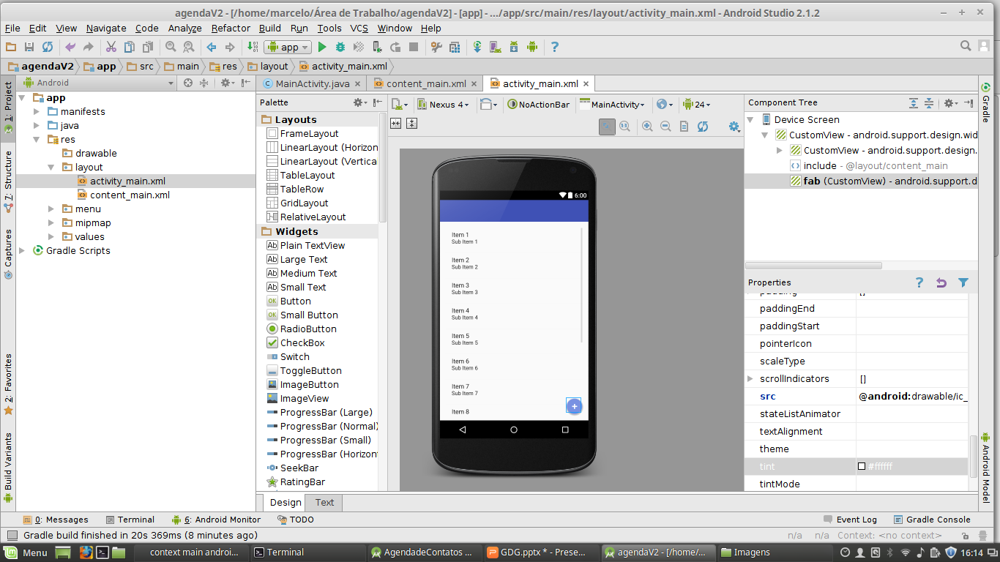 agendaV2 - [/home/marcelo/Área de Trabalho/agendaV2] - [app] - .../app/src/main/res/layout/activity_main.xml - Android Studio 2.1.2
File Edit View Navigate Code Analyze Refactor Build Run Tools VCS Window Help
app
agendaV2 app src main res layout activity_main.xml
1: Project
7: Structure
Captures
2: Favorites
Build Variants
Android
app
manifests
java
res
drawable
layout
activity_main.xml
content_main.xml
menu
mipmap
values
Gradle Scripts
MainActivity.java content_main.xml activity_main.xml
Palette
Layouts
FrameLayout
LinearLayout (Horizon
LinearLayout (Vertica
TableLayout
TableRow
GridLayout
RelativeLayout
Widgets
Plain TextView
Large Text
Medium Text
Small Text
Button
Small Button
RadioButton
CheckBox
Switch
ToggleButton
ImageButton
ImageView
ProgressBar (Large)
ProgressBar (Normal)
ProgressBar (Small)
ProgressBar (Horizon
SeekBar
RatingBar
Nexus 4 NoActionBar MainActivity 24
6:00
Item 1
Sub Item 1
Item 2
Sub Item 2
Item 3
Sub Item 3
Item 4
Sub Item 4
Item 5
Sub Item 5
Item 6
Sub Item 6
Item 7
Sub Item 7
Item 8
Design Text
Component Tree
Device Screen
CustomView - android.support.design.wid
CustomView - android.support.design.
include - @layout/content_main
fab (CustomView) - android.support.d
Properties
padding []
paddingEnd
paddingStart
pointerIcon
scaleType
scrollIndicators []
src @android:drawable/ic_
stateListAnimator
textAlignment
theme
tint #ffffff
tintMode
Gradle
Android Model
0: Messages Terminal 6: Android Monitor TODO Event Log Gradle Console
Gradle build finished in 20s 369ms (8 minutes ago) n/a n/a Context: <no context>
Menu context main androi... Terminal AgendadeContatos ... GDG.pptx * - Prese... agendaV2 - [/home/... Imagens 16:14